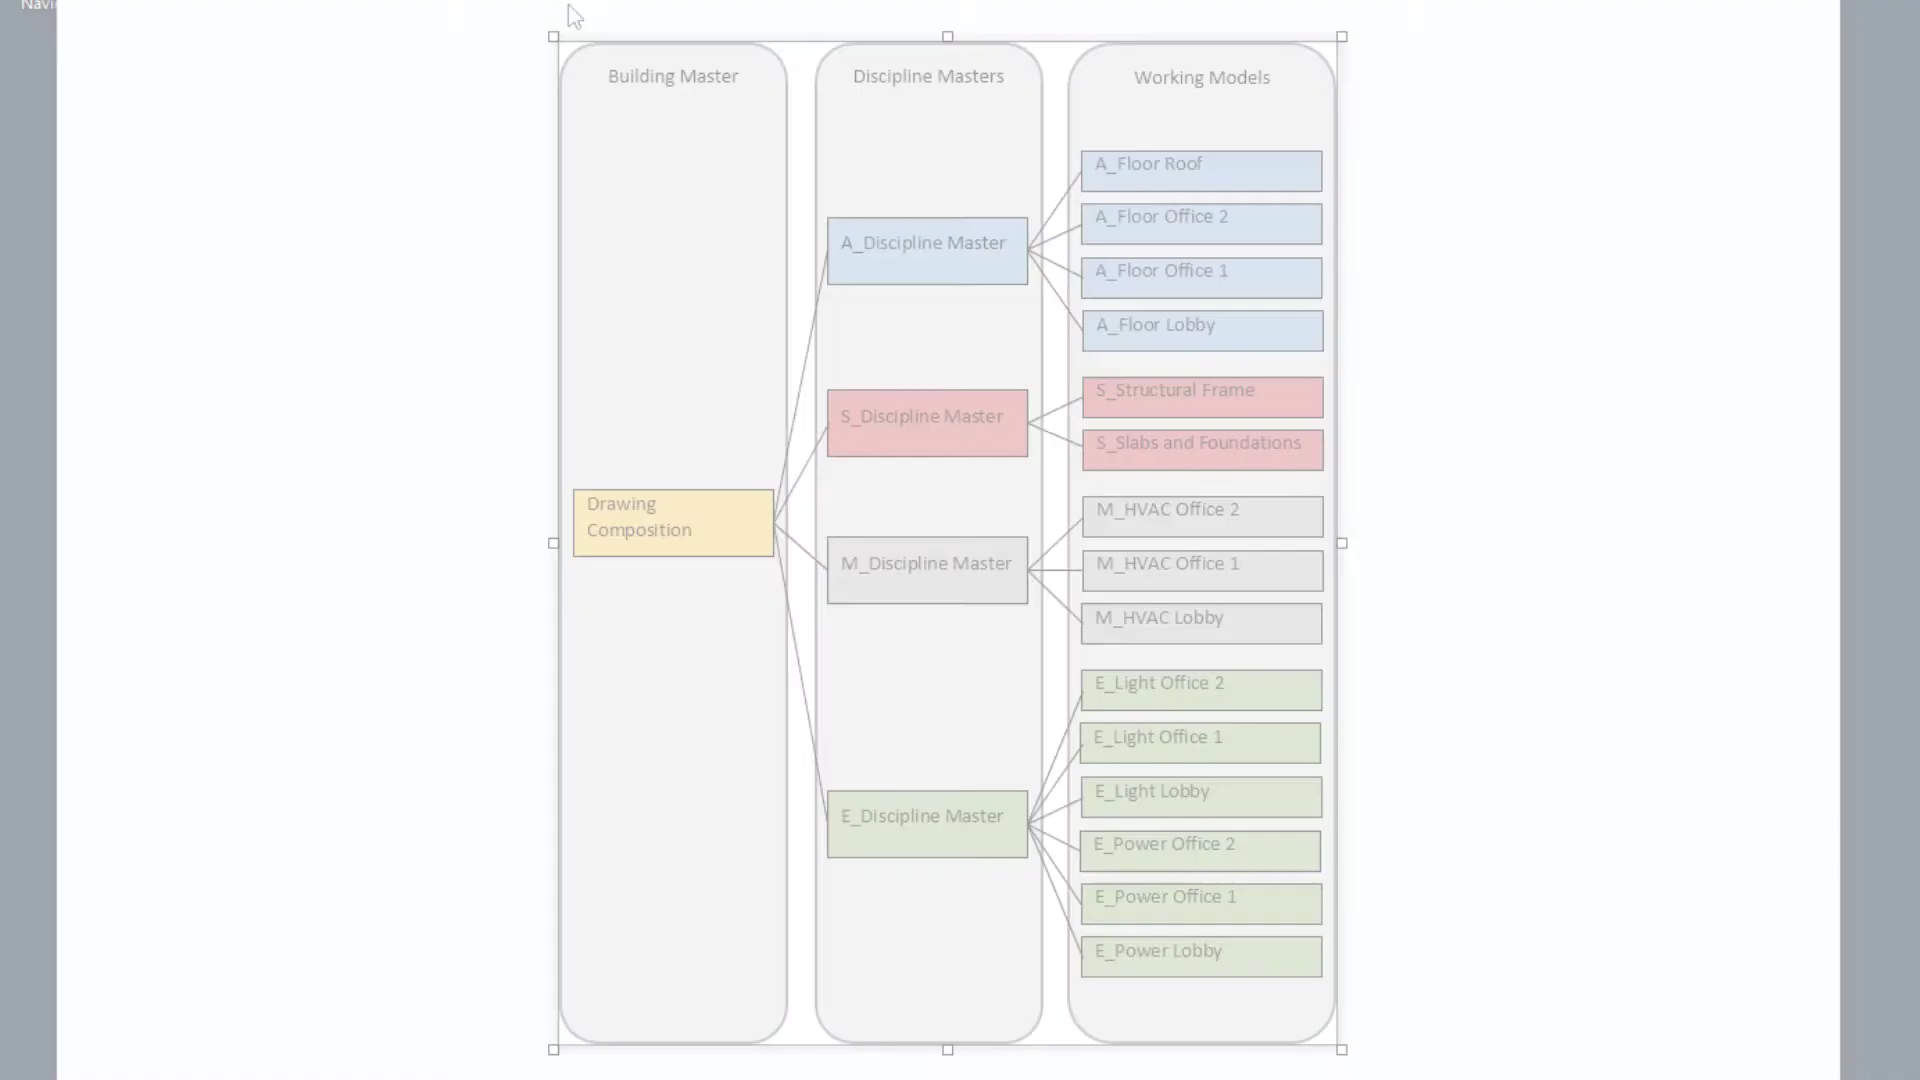 Building Master
Discipline Masters
Working Models
A_Floor Roof
A_Floor Office 2
A_Discipline Master
A_Floor Office 1
A_Floor Lobby
S_Structural Frame
S_Discipline Master
S_Slabs and Foundations
Drawing
Composition
M_HVAC Office 2
M_Discipline Master
M_HVAC Office 1
M_HVAC Lobby
E_Light Office 2
E_Light Office 1
E_Light Lobby
E_Discipline Master
E_Power Office 2
E_Power Office 1
E_Power Lobby